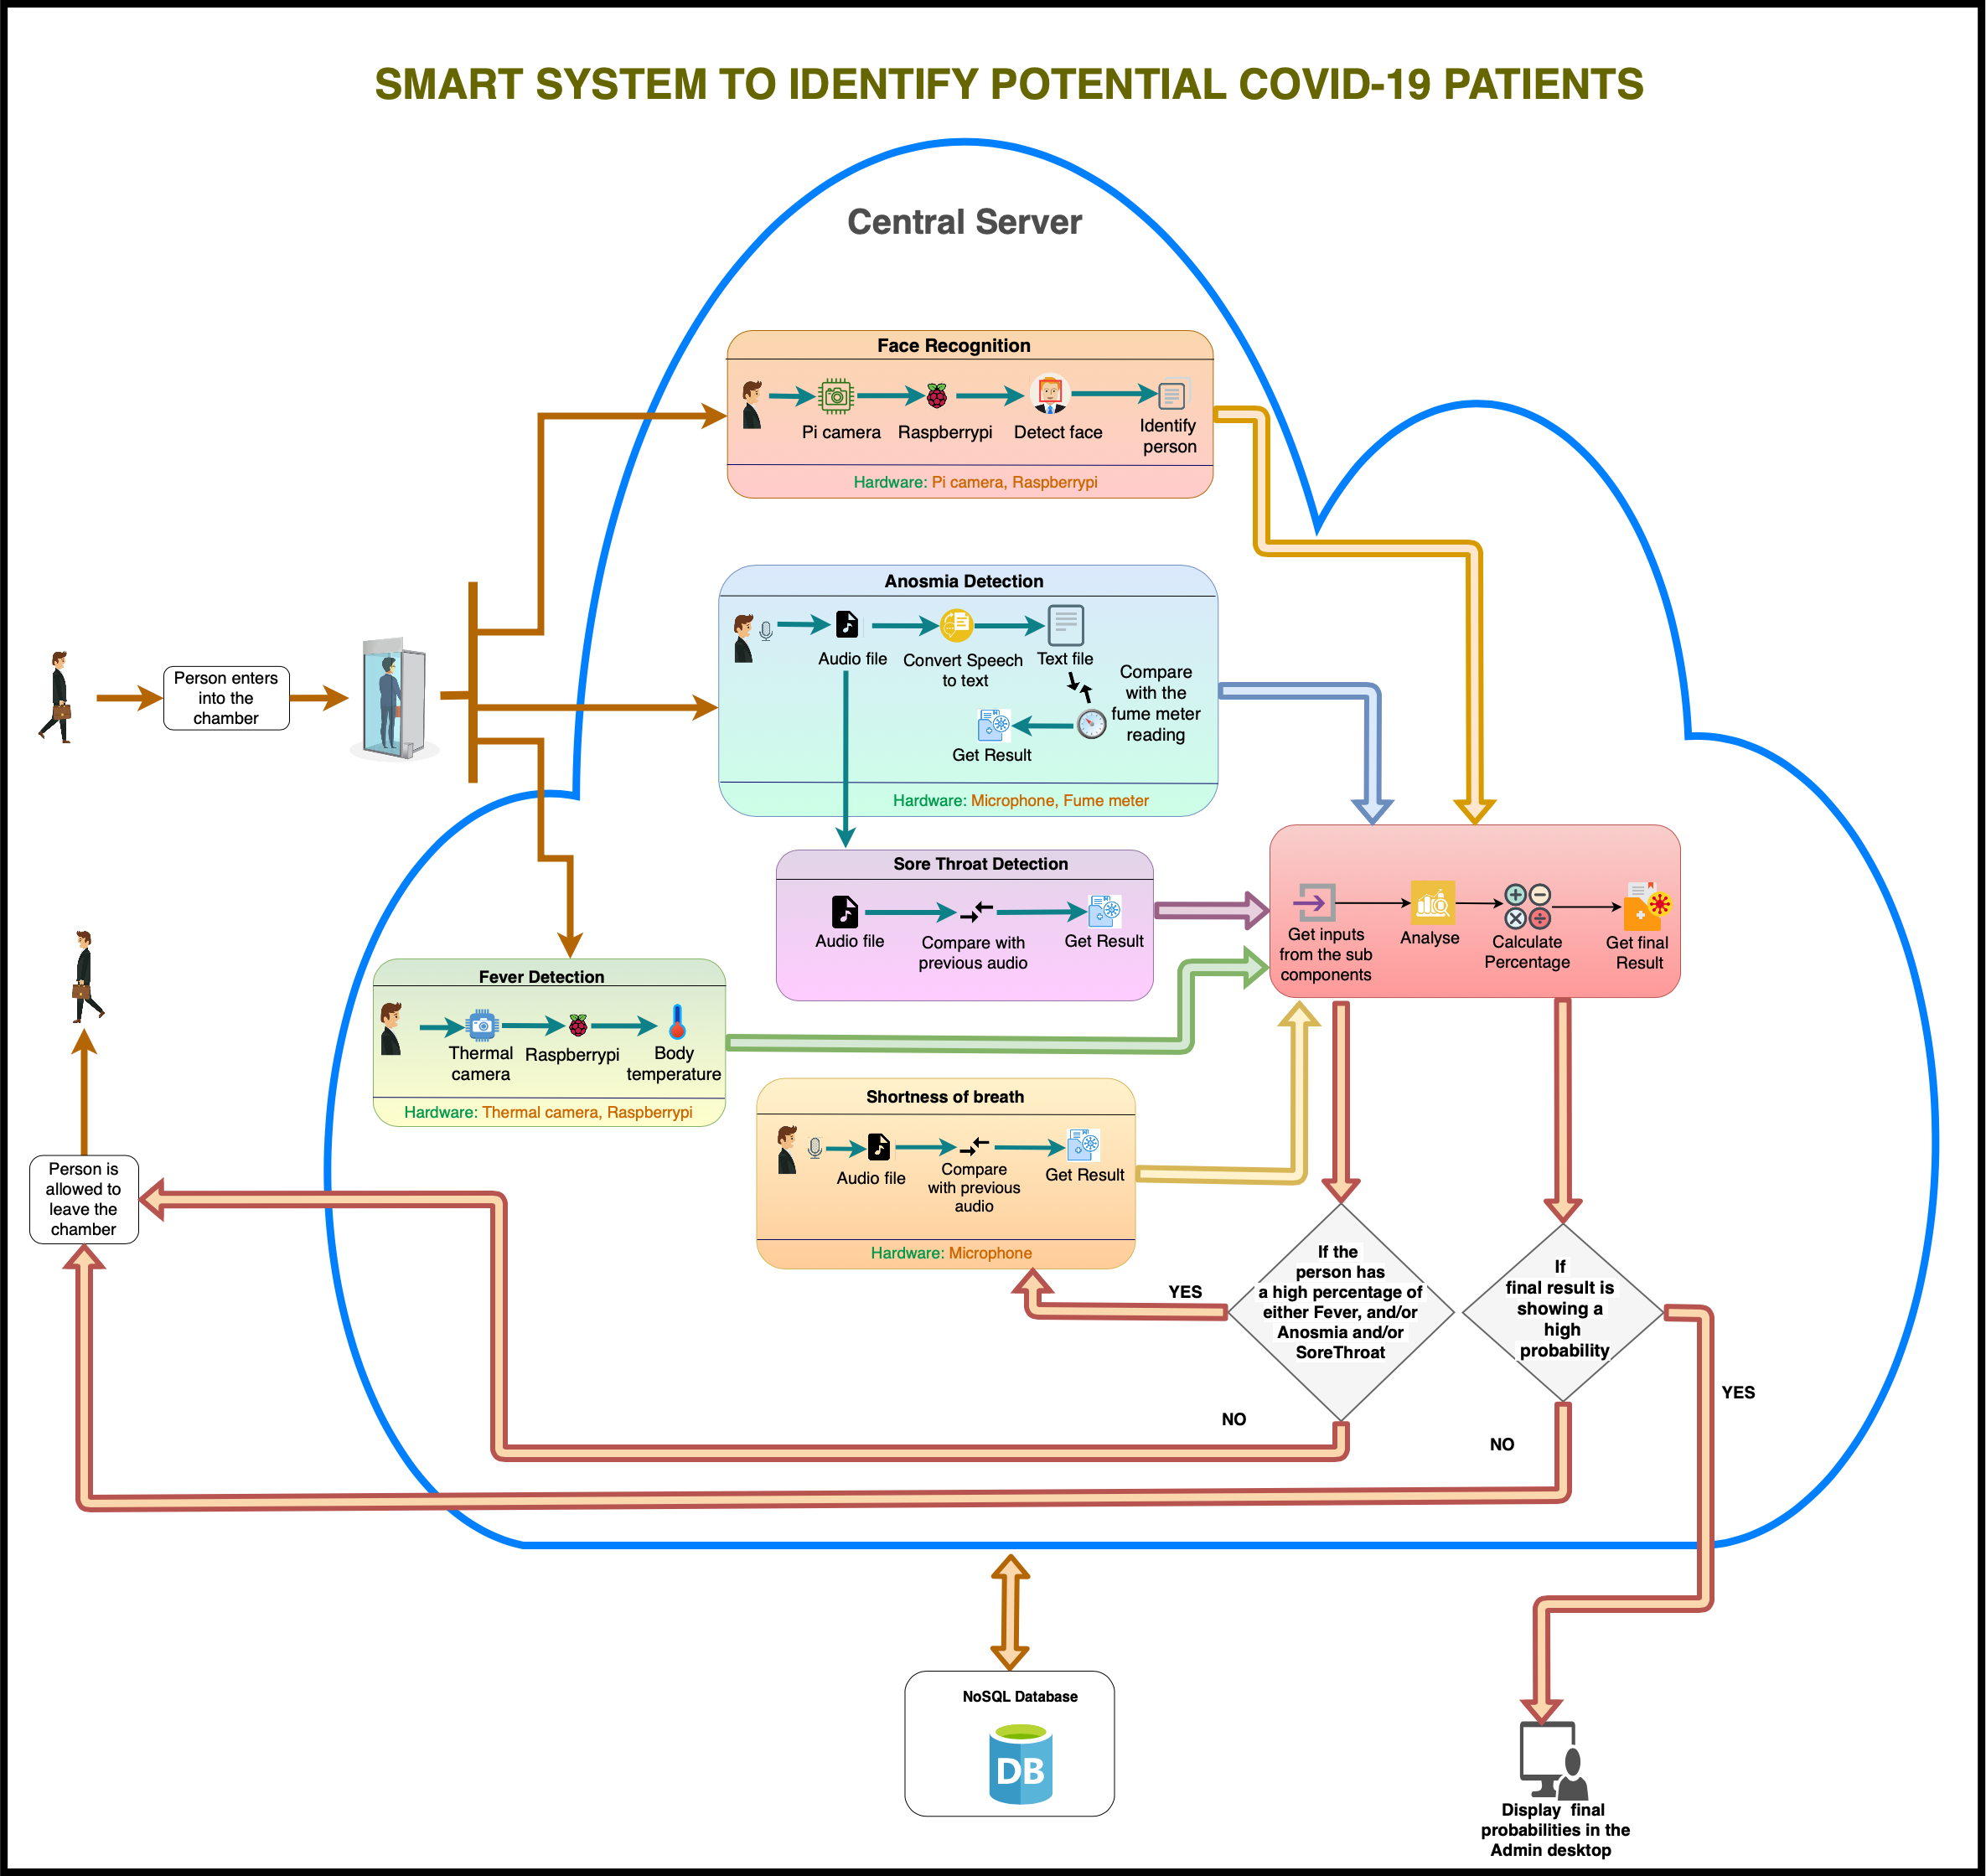 SMART SYSTEM TO IDENTIFY POTENTIAL COVID-19 PATIENTS
Central Server
Face Recognition
Pi camera
Raspberrypi
Detect face
Identify
person
Hardware: Pi camera, Raspberrypi
Anosmia Detection
Audio file
Convert Speech
to text
Text file
Compare
with the
fume meter
reading
Get Result
Hardware: Microphone, Fume meter
Person enters
into the
chamber
Sore Throat Detection
Audio file
Compare with
previous audio
Get Result
Get inputs
from the sub
components
Analyse
Calculate
Percentage
Get final
Result
Fever Detection
Thermal
camera
Raspberrypi
Body
temperature
Hardware: Thermal camera, Raspberrypi
Shortness of breath
Audio file
Compare
with previous
audio
Get Result
Hardware: Microphone
Person is
allowed to
leave the
chamber
If the
person has
a high percentage of
either Fever, and/or
Anosmia and/or
SoreThroat
YES
NO
If
final result is
showing a
high
probability
YES
NO
NoSQL Database
DB
Display final
probabilities in the
Admin desktop